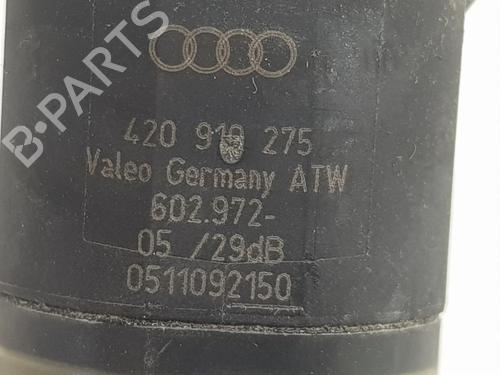 B-PARTS
420 919 275
Valeo Germany ATW
602.972-
05 /29dB
0511092150